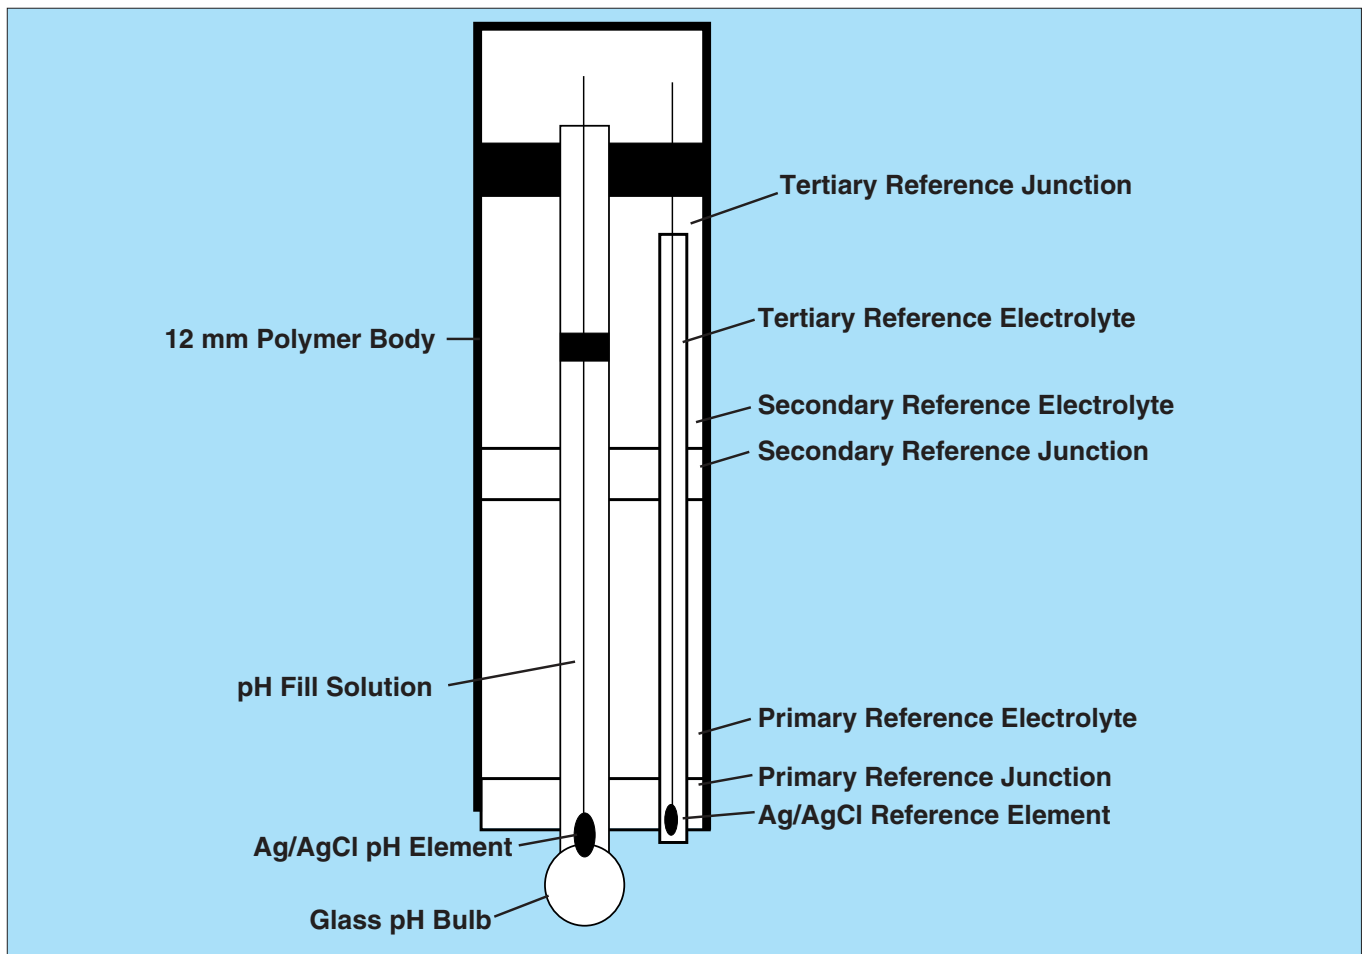 Tertiary Reference Junction
Tertiary Reference Electrolyte
12 mm Polymer Body
Secondary Reference Electrolyte
Secondary Reference Junction
pH Fill Solution
Primary Reference Electrolyte
Primary Reference Junction
Ag/AgCl Reference Element
Ag/AgCl pH Element
Glass pH Bulb